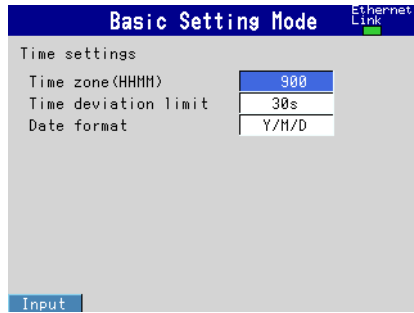 Basic Setting Mode
Ethernet
Link
Time settings
Time zone(HHMM) 900
Time deviation limit 30s
Date format Y/M/D
Input